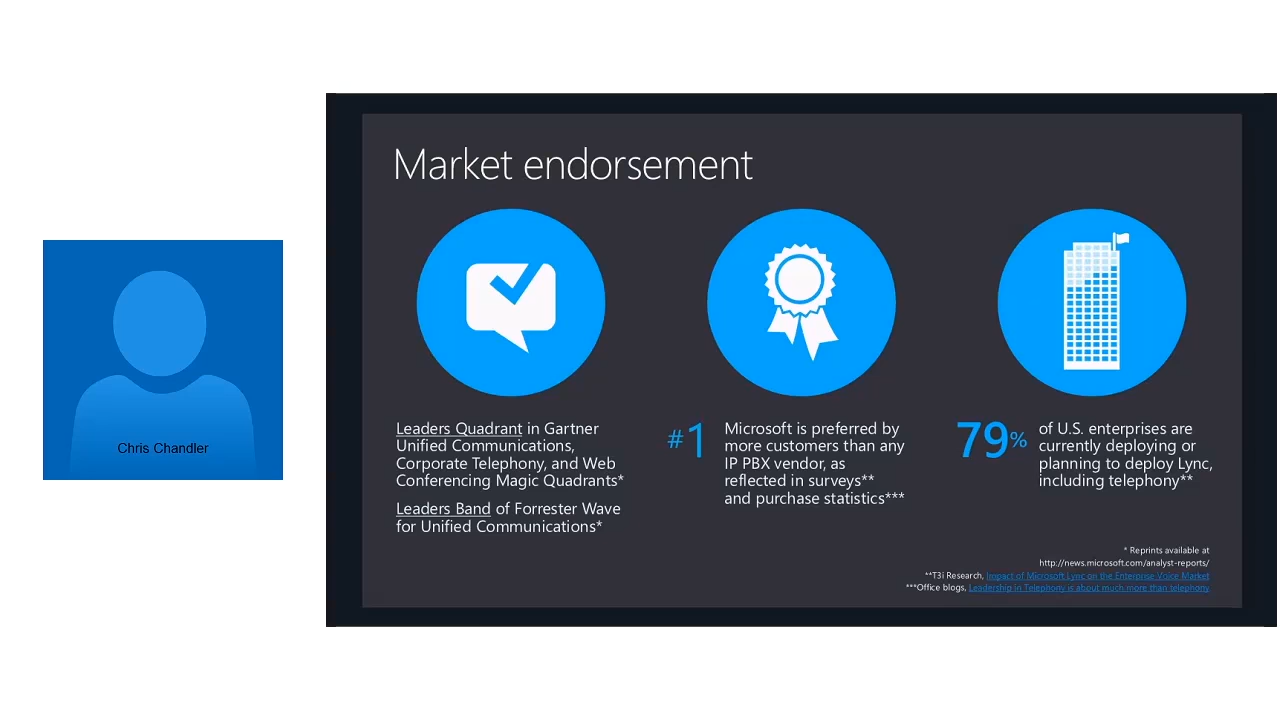 Chris Chandler
Market endorsement
Leaders Quadrant in Gartner
Unified Communications,
Corporate Telephony, and Web
Conferencing Magic Quadrants*
Leaders Band of Forrester Wave
for Unified Communications*
#1
Microsoft is preferred by
more customers than any
IP PBX vendor, as
reflected in surveys**
and purchase statistics***
79%
of U.S. enterprises are
currently deploying or
planning to deploy Lync,
including telephony**
* Reprints available at
http://news.microsoft.com/analyst-reports/
**T3i Research, Impact of Microsoft Lync on the Enterprise Voice Market
***Office blogs, Leadership in Telephony is about much more than telephony